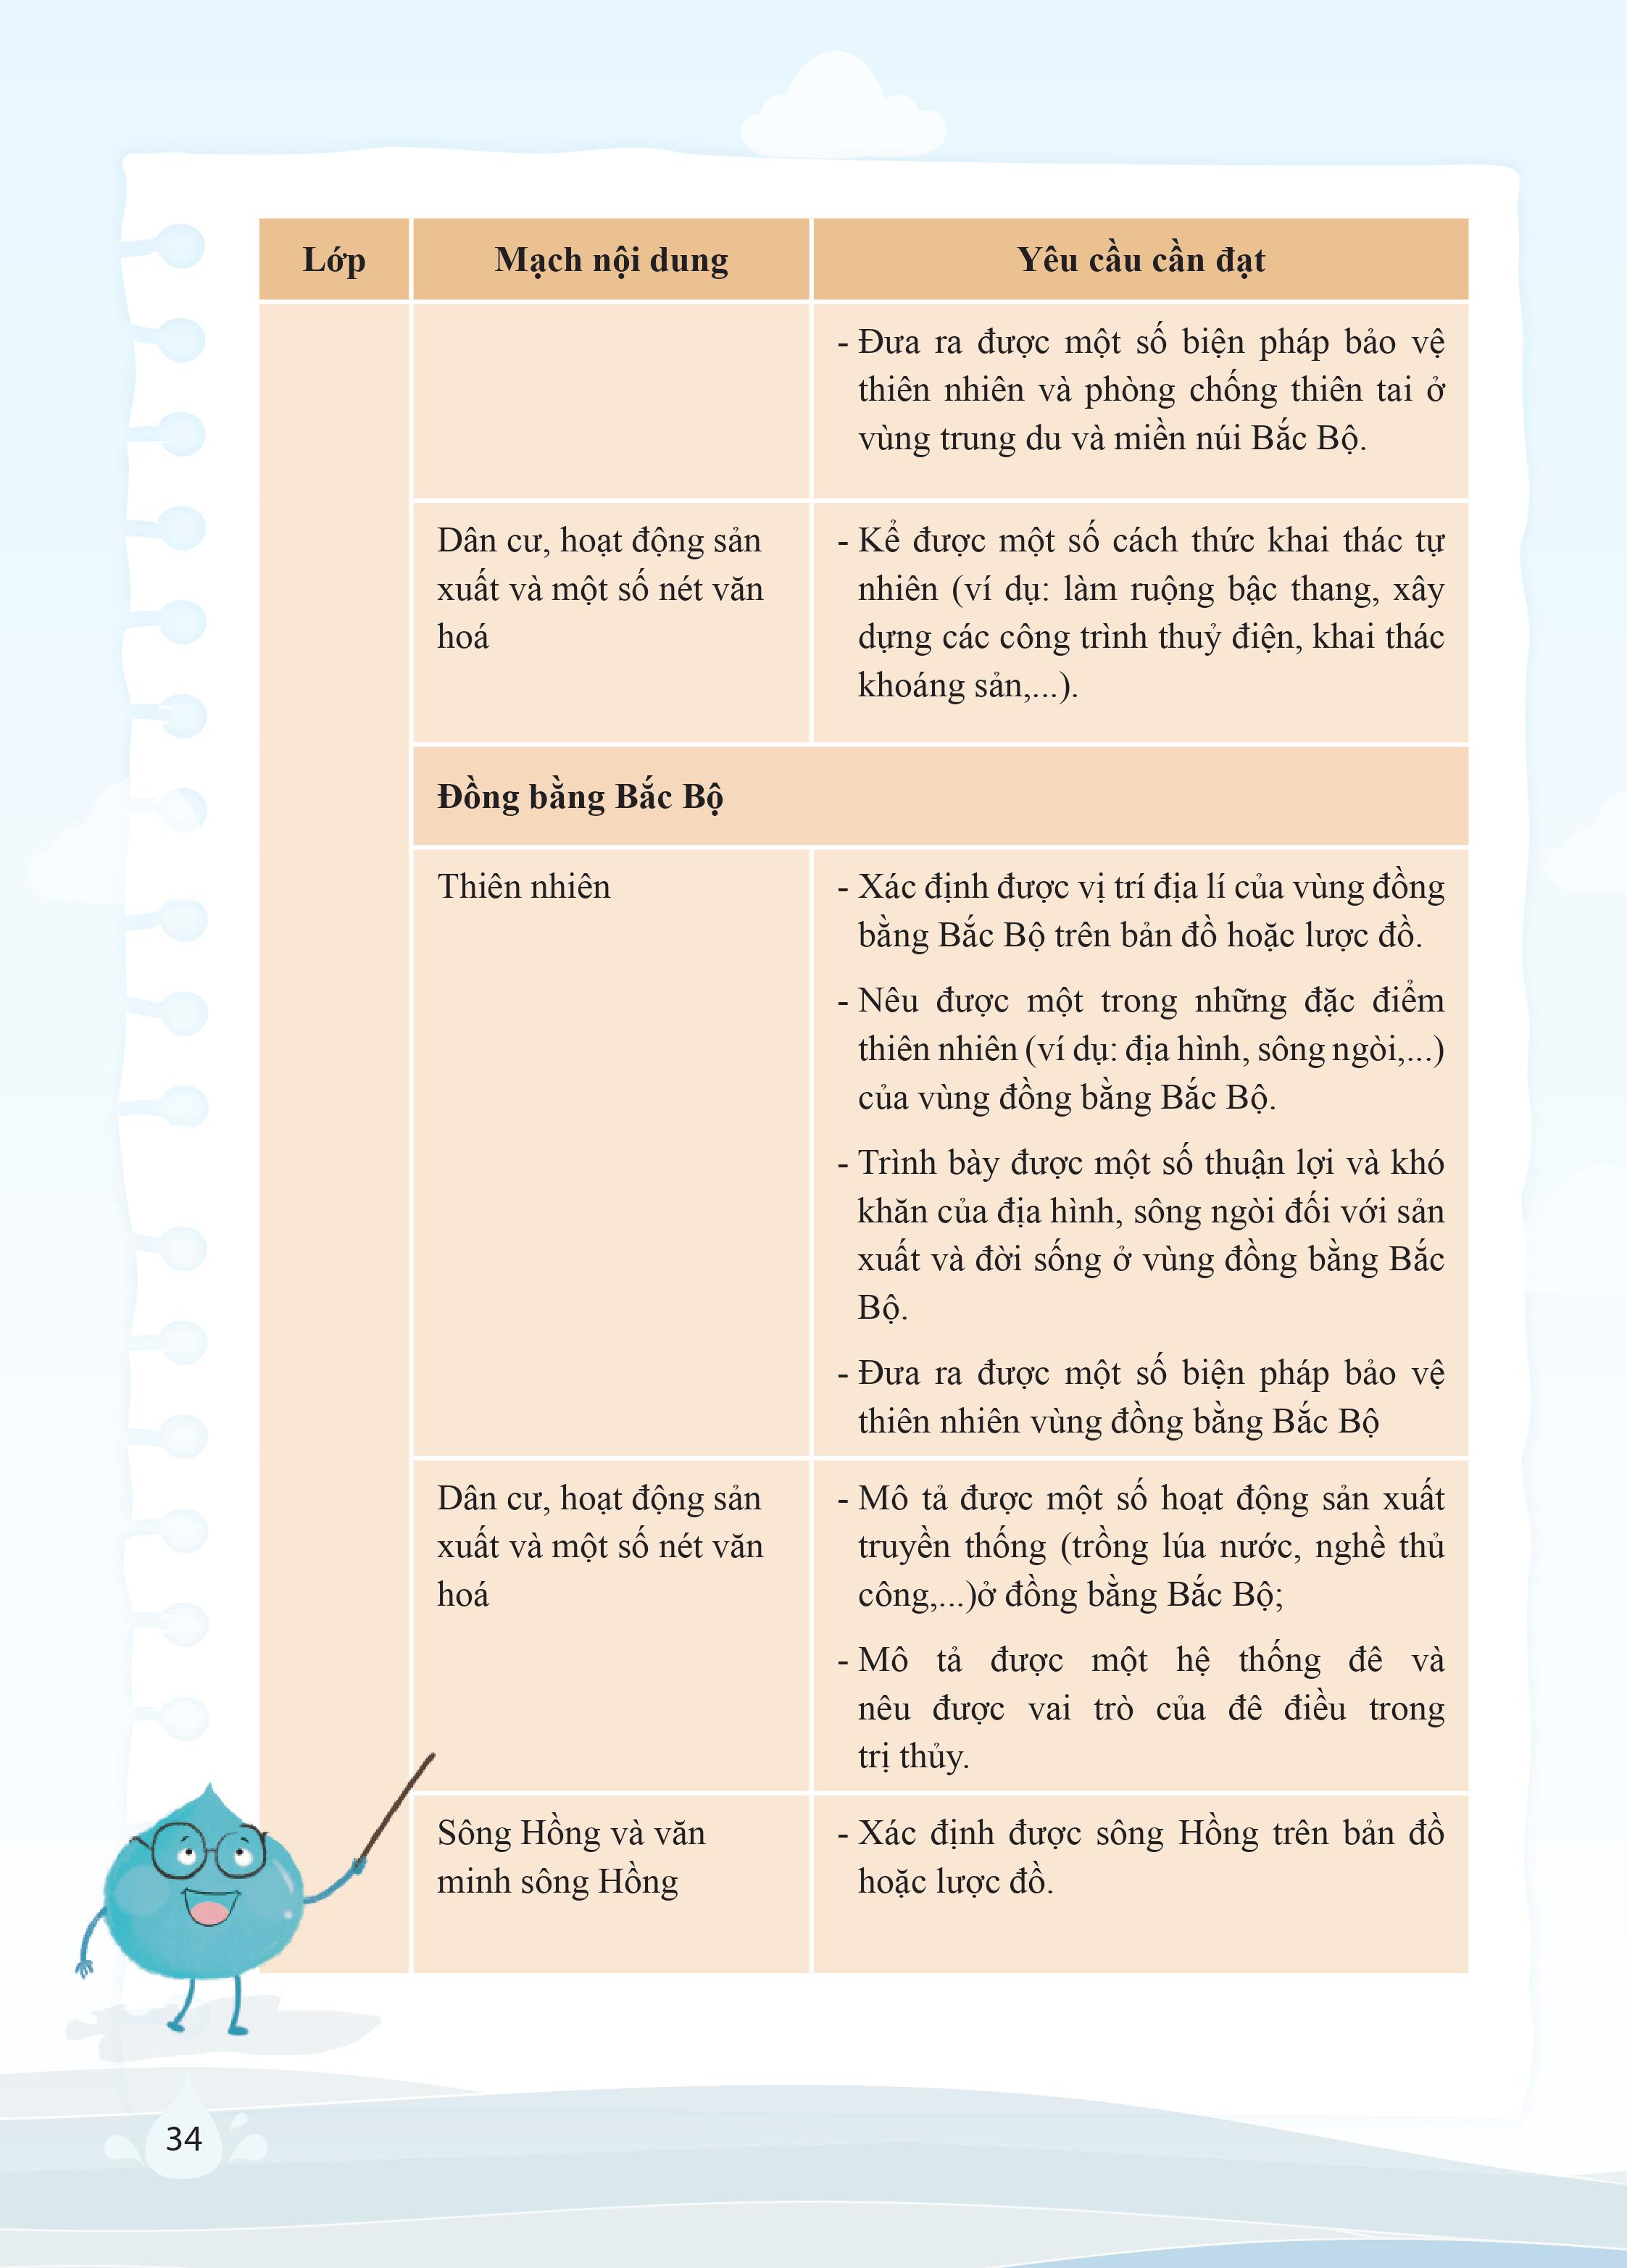 Lớp
Mạch nội dung
Yêu cầu cần đạt
- Đưa ra được một số biện pháp bảo vệ
thiên nhiên và phòng chống thiên tai ở
vùng trung du và miền núi Bắc Bộ.
Dân cư, hoạt động sản
xuất và một số nét văn
hoá
- Kể được một số cách thức khai thác tự
nhiên (ví dụ: làm ruộng bậc thang, xây
dựng các công trình thuỷ điện, khai thác
khoáng sản,...).
Đồng bằng Bắc Bộ
Thiên nhiên
- Xác định được vị trí địa lí của vùng đồng
bằng Bắc Bộ trên bản đồ hoặc lược đồ.
- Nêu được một trong những đặc điểm
thiên nhiên (ví dụ: địa hình, sông ngòi,...)
của vùng đồng bằng Bắc Bộ.
- Trình bày được một số thuận lợi và khó
khăn của địa hình, sông ngòi đối với sản
xuất và đời sống ở vùng đồng bằng Bắc
Bộ.
- Đưa ra được một số biện pháp bảo vệ
thiên nhiên vùng đồng bằng Bắc Bộ
Dân cư, hoạt động sản
xuất và một số nét văn
hoá
- Mô tả được một số hoạt động sản xuất
truyền thống (trồng lúa nước, nghề thủ
công,...)ở đồng bằng Bắc Bộ;
- Mô tả được một hệ thống đê và
nêu được vai trò của đê điều trong
trị thủy.
Sông Hồng và văn
minh sông Hồng
- Xác định được sông Hồng trên bản đồ
hoặc lược đồ.
34